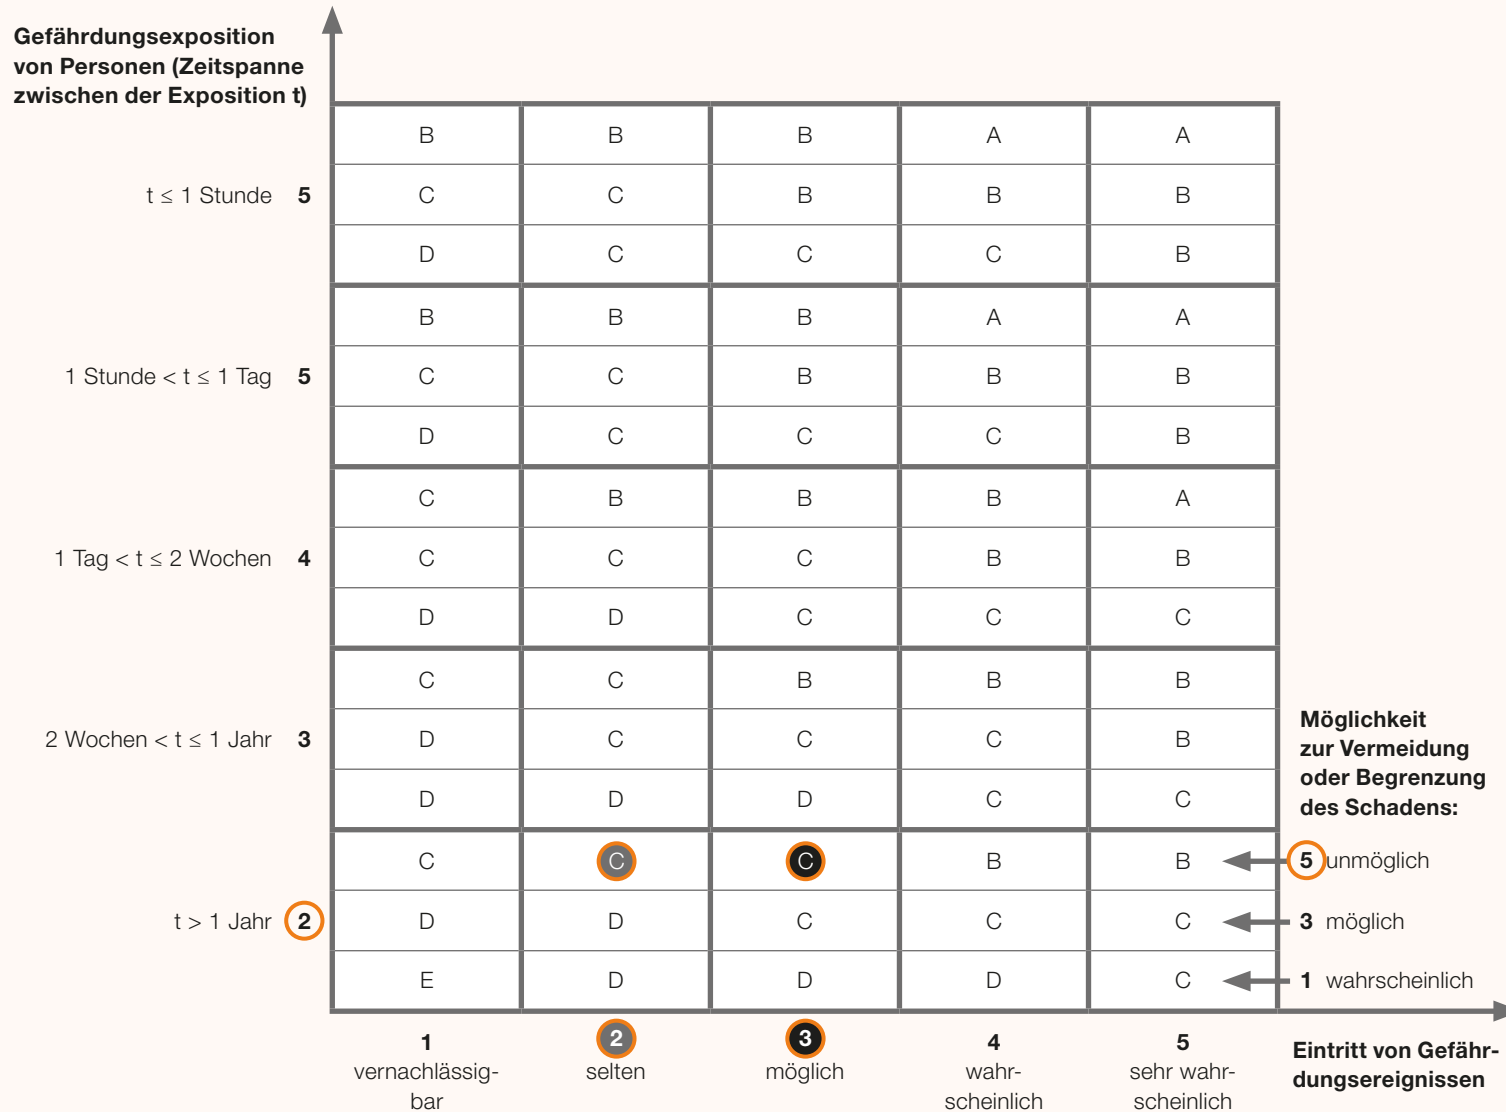 Gefährdungsexposition
von Personen (Zeitspanne
zwischen der Exposition t)
B B B A A
t ≤ 1 Stunde 5 C C B B B
D C C C B
B B B A A
1 Stunde < t ≤ 1 Tag 5 C C B B B
D C C C B
C B B B A
1 Tag < t ≤ 2 Wochen 4 C C C B B
D D C C C
C C B B B
2 Wochen < t ≤ 1 Jahr 3 D C C C B
D D D C C
Möglichkeit
zur Vermeidung
oder Begrenzung
des Schadens:
C C C B B 5 unmöglich
t > 1 Jahr 2 D D C C C 3 möglich
E D D D C 1 wahrscheinlich
1 2 3 4 5
vernachlässig- selten möglich wahr- sehr wahr-
bar scheinlich scheinlich
Eintritt von Gefähr-
dungsereignissen